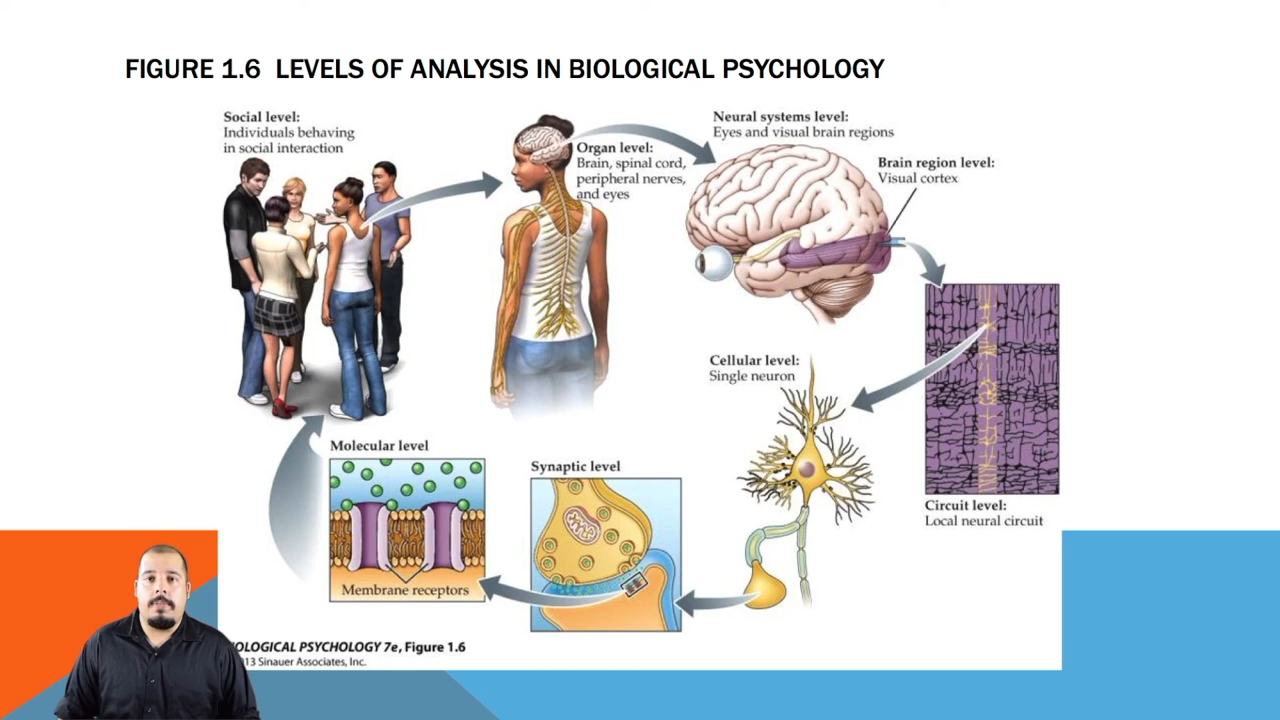 FIGURE 1.6 LEVELS OF ANALYSIS IN BIOLOGICAL PSYCHOLOGY
Social level:
Individuals behaving
in social interaction
Organ level:
Brain, spinal cord,
peripheral nerves,
and eyes
Neural systems level:
Eyes and visual brain regions
Brain region level:
Visual cortex
Circuit level:
Local neural circuit
Cellular level:
Single neuron
Synaptic level
Molecular level
Membrane receptors
OLOGICAL PSYCHOLOGY 7e, Figure 1.6
13 Sinauer Associates, Inc.